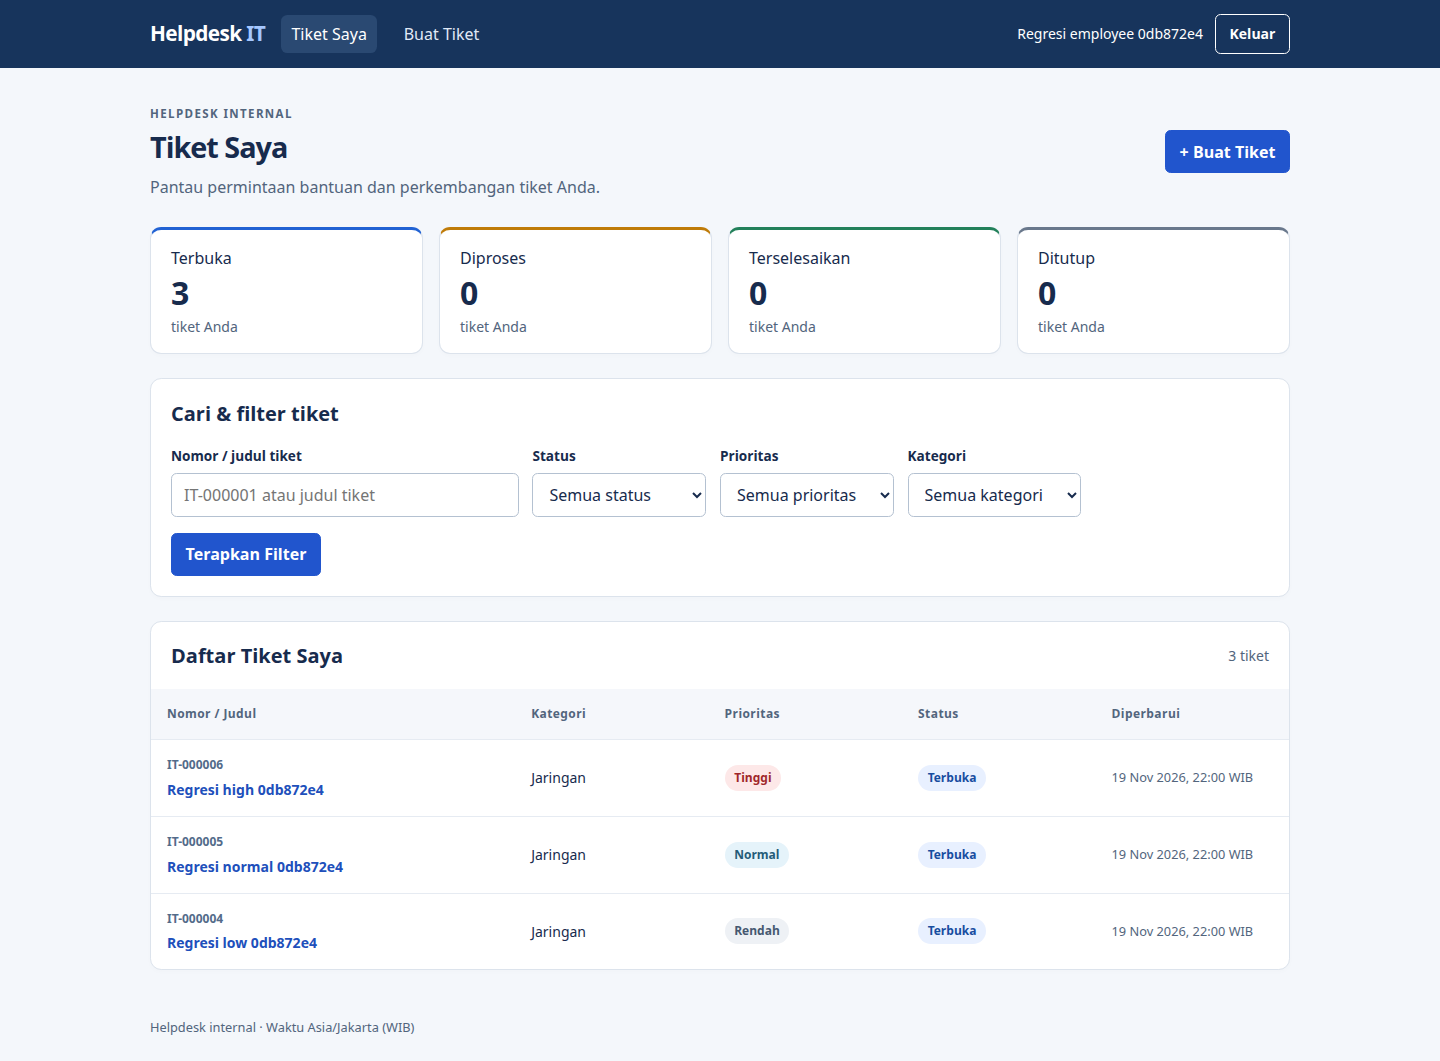 Helpdesk IT Tiket Saya Buat Tiket Regresi employee 0db872e4 Keluar
HELPDESK INTERNAL
Tiket Saya
+ Buat Tiket
Pantau permintaan bantuan dan perkembangan tiket Anda.
Terbuka Diproses Terselesaikan Ditutup
3 0 0 0
tiket Anda tiket Anda tiket Anda tiket Anda
Cari & filter tiket
Nomor / judul tiket Status Prioritas Kategori
IT-000001 atau judul tiket Semua status Semua prioritas Semua kategori
Terapkan Filter
Daftar Tiket Saya 3 tiket
Nomor / Judul Kategori Prioritas Status Diperbarui
IT-000006
Regresi high 0db872e4 Jaringan Tinggi Terbuka 19 Nov 2026, 22:00 WIB
IT-000005
Regresi normal 0db872e4 Jaringan Normal Terbuka 19 Nov 2026, 22:00 WIB
IT-000004
Regresi low 0db872e4 Jaringan Rendah Terbuka 19 Nov 2026, 22:00 WIB
Helpdesk internal · Waktu Asia/Jakarta (WIB)